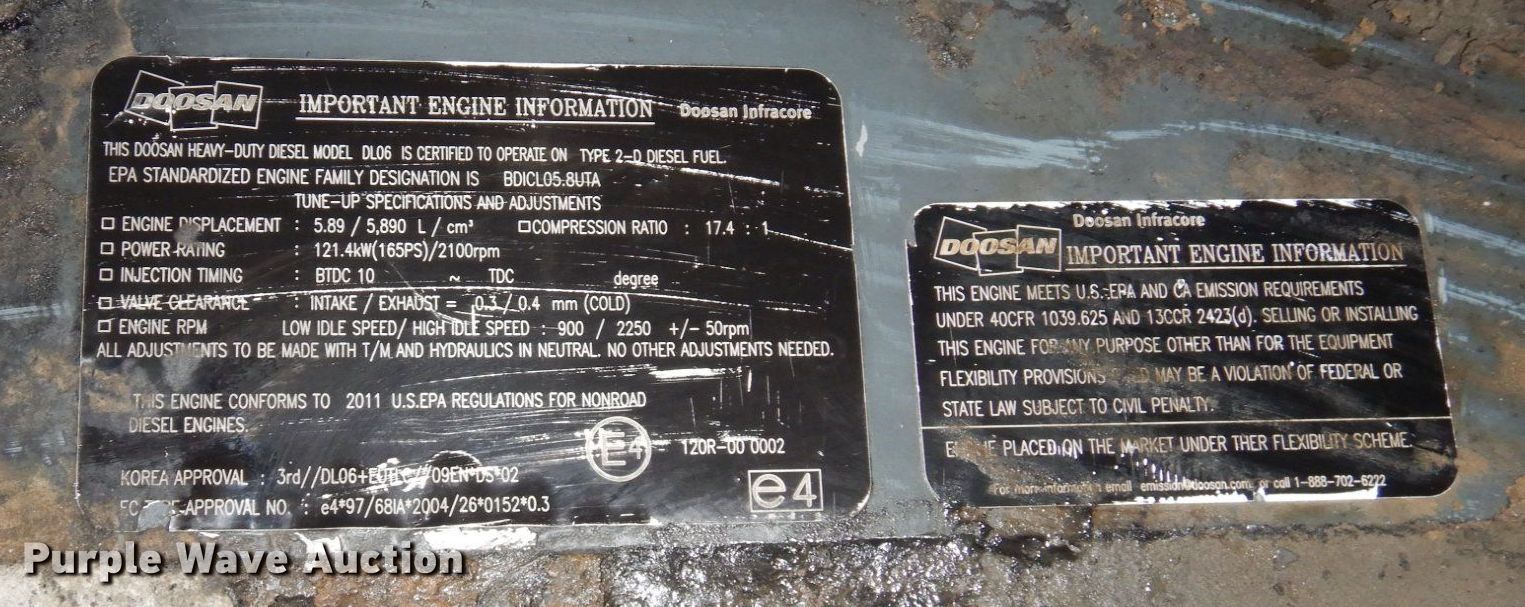 DOOSAN IMPORTANT ENGINE INFORMATION Doosan Infracore
THIS DOOSAN HEAVY-DUTY DIESEL MODEL DL06 IS CERTIFIED TO OPERATE ON TYPE 2-D DIESEL FUEL.
EPA STANDARDIZED ENGINE FAMILY DESIGNATION IS BDICL05.8UTA
TUNE-UP SPECIFICATIONS AND ADJUSTMENTS
□ ENGINE DISPLACEMENT : 5.89 / 5,890 L / cm³ □COMPRESSION RATIO : 17.4 : 1
□ POWER RATING : 121.4kW(165PS)/2100rpm
□ INJECTION TIMING : BTDC 10 ~ TDC degree
□ VALVE CLEARANCE : INTAKE / EXHAUST = 0.3 / 0.4 mm (COLD)
□ ENGINE RPM LOW IDLE SPEED/ HIGH IDLE SPEED : 900 / 2250 +/- 50rpm
ALL ADJUSTMENTS TO BE MADE WITH T/M AND HYDRAULICS IN NEUTRAL. NO OTHER ADJUSTMENTS NEEDED.
THIS ENGINE CONFORMS TO 2011 U.S.EPA REGULATIONS FOR NONROAD
DIESEL ENGINES.
E4 120R-00 0002
KOREA APPROVAL : 3rd//DL06+
e4
APPROVAL NO. : e4*97/68IA*2004/26*0152*0.3
Doosan Infracore
DOOSAN IMPORTANT ENGINE INFORMATION
THIS ENGINE MEETS U.S.-EPA AND CA EMISSION REQUIREMENTS
UNDER 40CFR 1039.625 AND 13CCR 2423(d). SELLING OR INSTALLING
THIS ENGINE FOR ANY PURPOSE OTHER THAN FOR THE EQUIPMENT
FLEXIBILITY PROVISIONS MAY BE A VIOLATION OF FEDERAL OR
STATE LAW SUBJECT TO CIVIL PENALTY.
ENGINE PLACED ON THE MARKET UNDER THER FLEXIBILITY SCHEME.
For more information email emission@doosan.com or call 1-888-702-6222
Purple Wave Auction